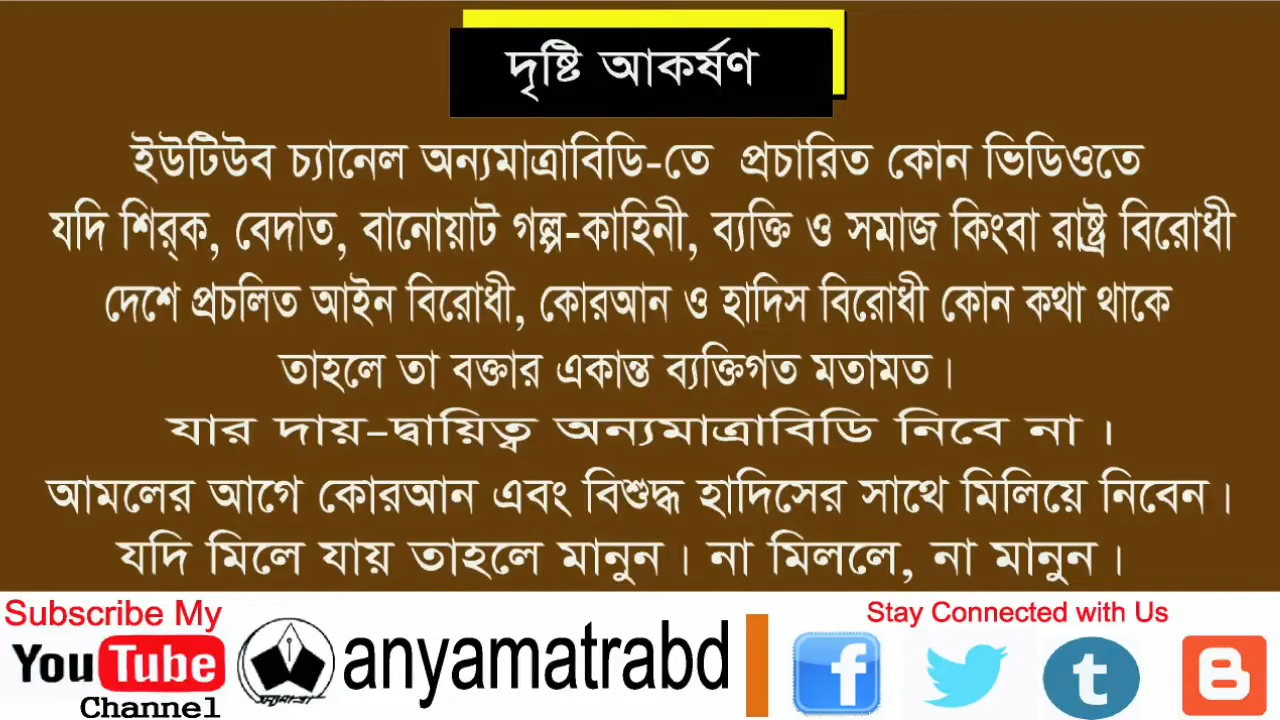 দৃষ্টি আকর্ষণ
ইউটিউব চ্যানেল অন্যমাত্রাবিডি-তে প্রচারিত কোন ভিডিওতে
যদি শির্‌ক, বেদাত, বানোয়াট গল্প-কাহিনী, ব্যক্তি ও সমাজ কিংবা রাষ্ট্র বিরোধী
দেশে প্রচলিত আইন বিরোধী, কোরআন ও হাদিস বিরোধী কোন কথা থাকে
তাহলে তা বক্তার একান্ত ব্যক্তিগত মতামত।
যার দায়-দ্বায়িত্ব অন্যমাত্রাবিডি নিবে না।
আমলের আগে কোরআন এবং বিশুদ্ধ হাদিসের সাথে মিলিয়ে নিবেন।
যদি মিলে যায় তাহলে মানুন। না মিললে, না মানুন।
Subscribe My
YouTube
Channel
অন্যমাত্রা
anyamatrabd
Stay Connected with Us